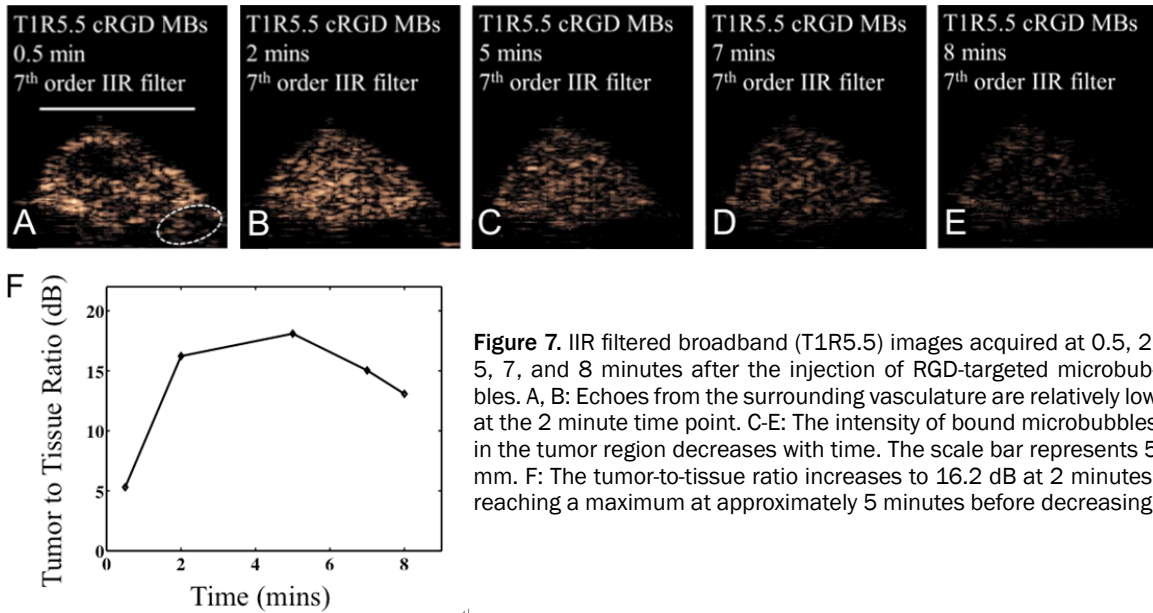 T1R5.5 cRGD MBs
0.5 min
7th order IIR filter
A
T1R5.5 cRGD MBs
2 mins
7th order IIR filter
B
T1R5.5 cRGD MBs
5 mins
7th order IIR filter
C
T1R5.5 cRGD MBs
7 mins
7th order IIR filter
D
T1R5.5 cRGD MBs
8 mins
7th order IIR filter
E
F
Tumor to Tissue Ratio (dB)
20
15
10
5
0
0 2 4 6 8
Time (mins)
Figure 7. IIR filtered broadband (T1R5.5) images acquired at 0.5, 2,
5, 7, and 8 minutes after the injection of RGD-targeted microbub-
bles. A, B: Echoes from the surrounding vasculature are relatively low
at the 2 minute time point. C-E: The intensity of bound microbubbles
in the tumor region decreases with time. The scale bar represents 5
mm. F: The tumor-to-tissue ratio increases to 16.2 dB at 2 minutes,
reaching a maximum at approximately 5 minutes before decreasing.